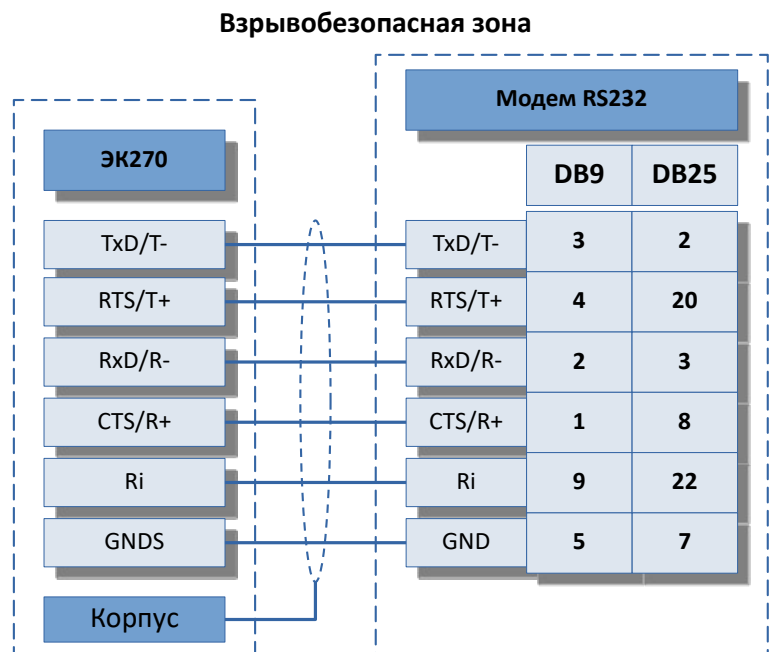 Взрывобезопасная зона
Модем RS232
ЭК270
DB9 DB25
TxD/T- TxD/T- 3 2
RTS/T+ RTS/T+ 4 20
RxD/R- RxD/R- 2 3
CTS/R+ CTS/R+ 1 8
Ri Ri 9 22
GNDS GND 5 7
Корпус